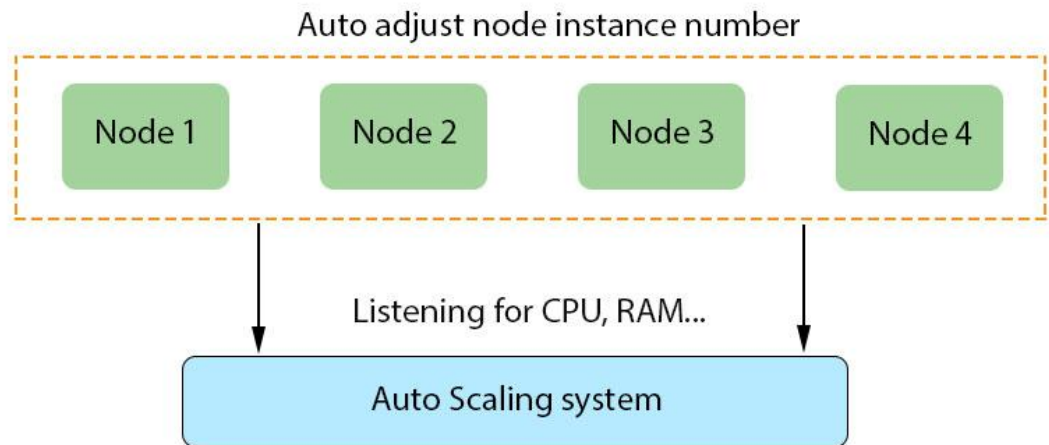 Auto adjust node instance number
Node 1
Node 2
Node 3
Node 4
Listening for CPU, RAM...
Auto Scaling system